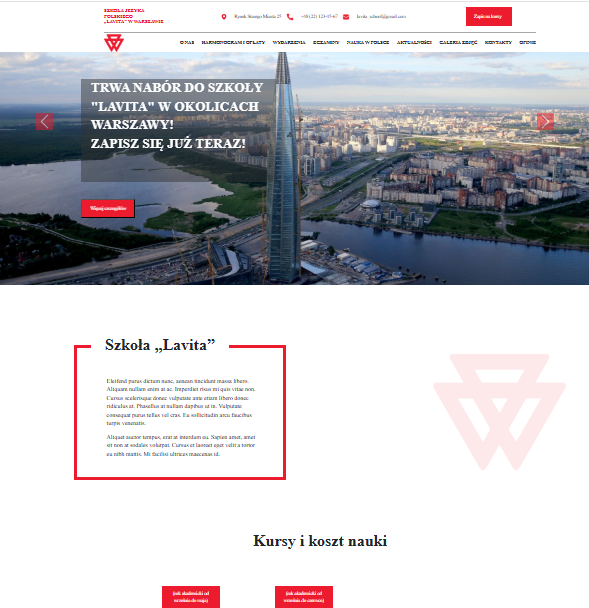 SZKOŁA JĘZYKA
POLSKIEGO
„LAVITA” W WARSZAWIE
Rynek Starego Miasta 25
+48 (22) 123-45-67
lavita_school@gmail.com
Zapisz na kursy
O NAS HARMONOGRAM I OPŁATY WYDARZENIA EGZAMINY NAUKA W POLSCE AKTUALNOŚCI GALERIA ZDJĘĆ KONTAKTY OPINIE
TRWA NABÓR DO SZKOŁY
"LAVITA" W OKOLICACH
WARSZAWY!
ZAPISZ SIĘ JUŻ TERAZ!
Więcej szczegółów
Szkoła „Lavita”
Eleifend purus dictum nunc, aenean tincidunt massa libero.
Aliquam nullam enim at ac. Imperdiet risus mi quis vitae non.
Cursus scelerisque donec vulputate ante etiam libero donec
ridiculus at. Phasellus at nullam dapibus ut in. Vulputate
consequat purus tellus vel cras. Eu sollicitudin arcu faucibus
turpis venenatis.
Aliquet auctor tempus, erat at interdum eu. Sapien amet, amet
sit non at sodales volutpat. Cursus et laoreet eget velit a tortor
eu nibh mattis. Mi facilisi ultrices maecenas id.
Kursy i koszt nauki
(rok akademicki od
września do maja)
(rok akademicki od
września do czerwca)